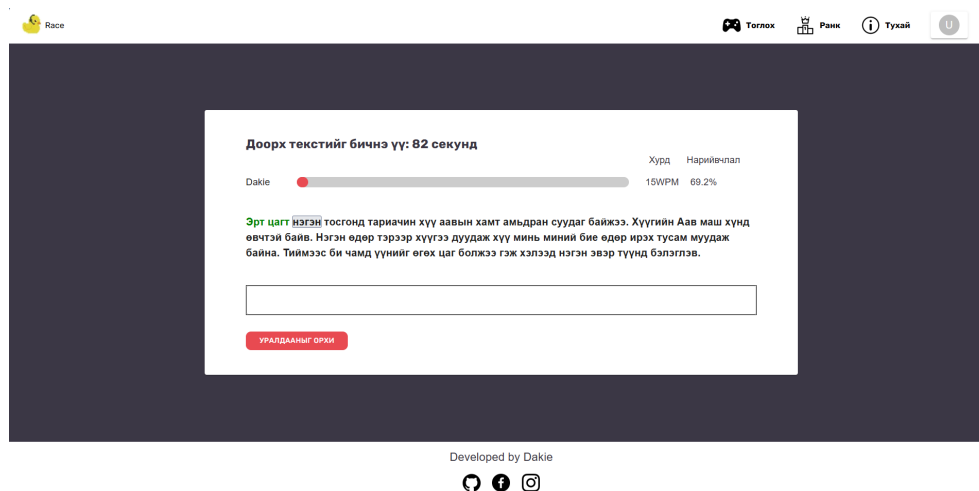 Race
Тоглох
Ранк
Тухай
U
Доорх текстийг бичнэ үү: 82 секунд
Хурд Нарийвчлал
Dakie 15WPM 69.2%
Эрт цагт нэгэн тосгонд тариачин хүү аавын хамт амьдран суудаг байжээ. Хүүгийн Аав маш хүнд
өвчтэй байв. Нэгэн өдөр тэрээр хүүгээ дуудаж хүү минь миний бие өдөр ирэх тусам муудаж
байна. Тиймээс би чамд үүнийг өгөх цаг болжээ гэж хэлээд нэгэн эвэр түүнд бэлэглэв.
УРАЛДААНЫГ ОРХИ
Developed by Dakie